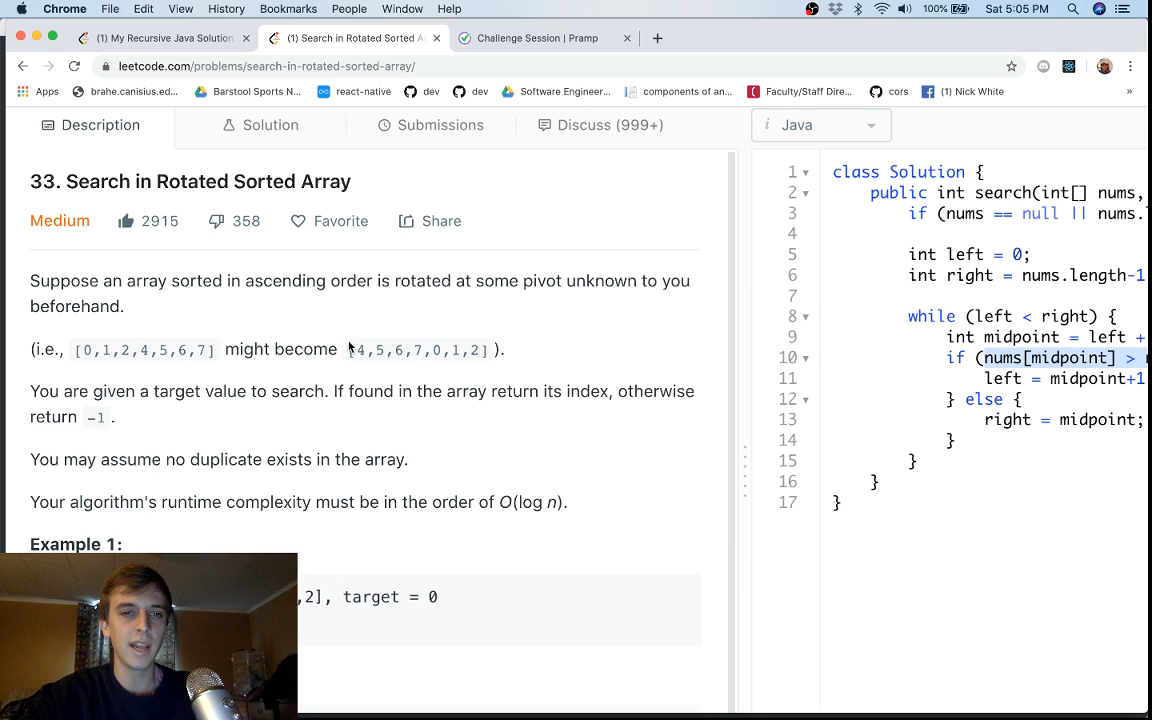 Chrome File Edit View History Bookmarks People Window Help 100% Sat 5:05 PM
(1) My Recursive Java Solution × (1) Search in Rotated Sorted A × Challenge Session | Pramp × +
leetcode.com/problems/search-in-rotated-sorted-array/
Apps brahe.canisius.ed... Barstool Sports N... react-native dev dev Software Engineer... components of an... Faculty/Staff Dire... cors (1) Nick White »
Description Solution Submissions Discuss (999+) i Java
33. Search in Rotated Sorted Array
Medium 2915 358 Favorite Share
Suppose an array sorted in ascending order is rotated at some pivot unknown to you
beforehand.
(i.e., [0,1,2,4,5,6,7] might become [4,5,6,7,0,1,2] ).
You are given a target value to search. If found in the array return its index, otherwise
return -1 .
You may assume no duplicate exists in the array.
Your algorithm's runtime complexity must be in the order of O(log n).
Example 1:
,2], target = 0
1 class Solution {
2 public int search(int[] nums,
3 if (nums == null || nums.
4
5 int left = 0;
6 int right = nums.length-1
7
8 while (left < right) {
9 int midpoint = left +
10 if (nums[midpoint] >
11 left = midpoint+1
12 } else {
13 right = midpoint;
14 }
15 }
16 }
17 }